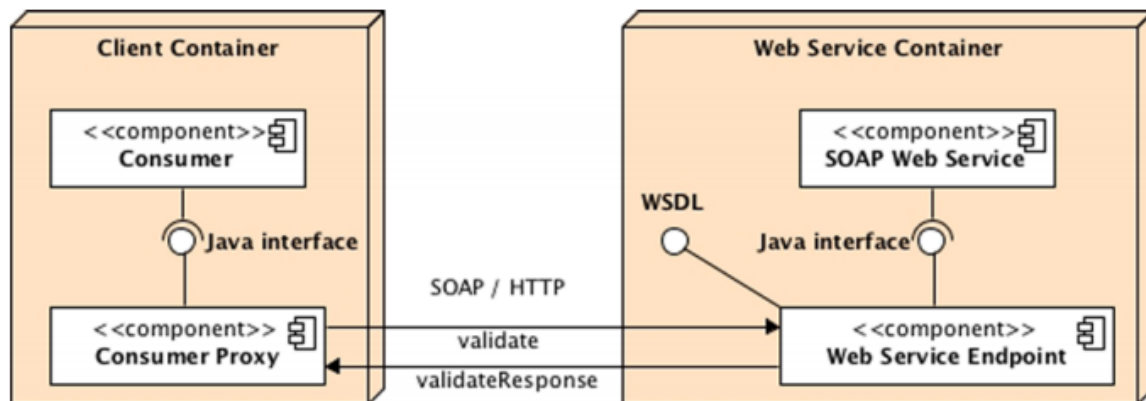 Client Container
<<component>>
Consumer
Java interface
<<component>>
Consumer Proxy
SOAP / HTTP
validate
validateResponse
Web Service Container
<<component>>
SOAP Web Service
WSDL
Java interface
<<component>>
Web Service Endpoint